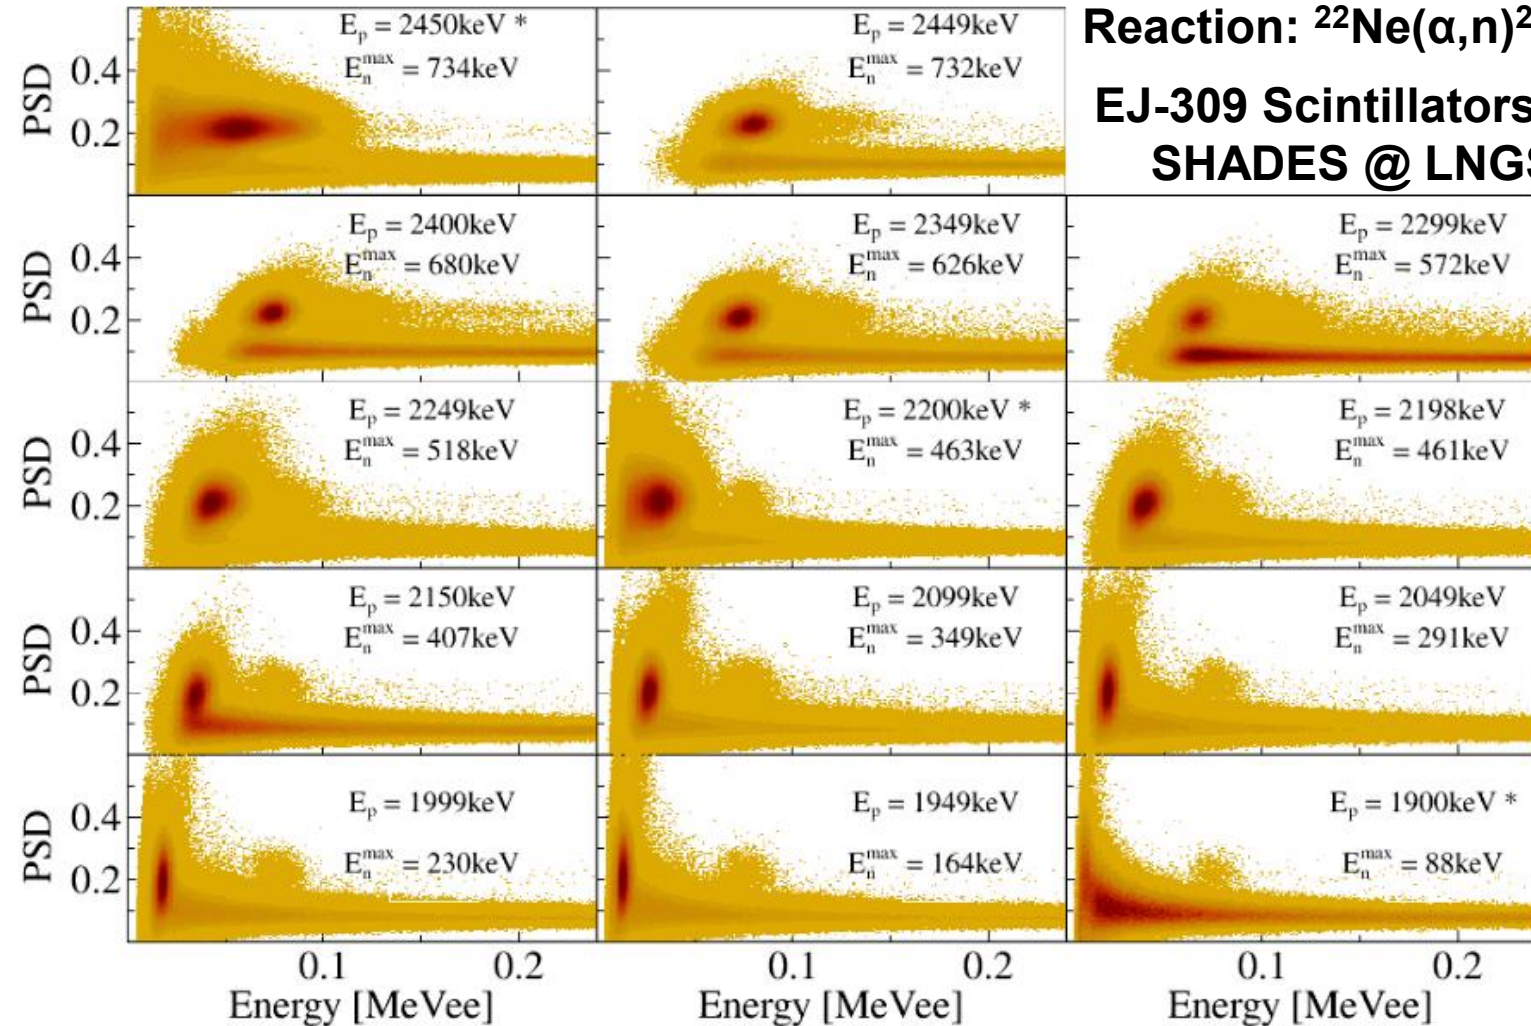 Reaction: ²²Ne(α,n)²
EJ-309 Scintillators
SHADES @ LNGS
PSD
0.4
0.2
Eₚ = 2450keV *
Eₙᵐᵃˣ = 734keV
Eₚ = 2449keV
Eₙᵐᵃˣ = 732keV
PSD
0.4
0.2
Eₚ = 2400keV
Eₙᵐᵃˣ = 680keV
Eₚ = 2349keV
Eₙᵐᵃˣ = 626keV
Eₚ = 2299keV
Eₙᵐᵃˣ = 572keV
PSD
0.4
0.2
Eₚ = 2249keV
Eₙᵐᵃˣ = 518keV
Eₚ = 2200keV *
Eₙᵐᵃˣ = 463keV
Eₚ = 2198keV
Eₙᵐᵃˣ = 461keV
PSD
0.4
0.2
Eₚ = 2150keV
Eₙᵐᵃˣ = 407keV
Eₚ = 2099keV
Eₙᵐᵃˣ = 349keV
Eₚ = 2049keV
Eₙᵐᵃˣ = 291keV
PSD
0.4
0.2
Eₚ = 1999keV
Eₙᵐᵃˣ = 230keV
Eₚ = 1949keV
Eₙᵐᵃˣ = 164keV
Eₚ = 1900keV *
Eₙᵐᵃˣ = 88keV
0.1 0.2 0.1 0.2 0.1 0.2
Energy [MeVee] Energy [MeVee] Energy [MeVee]